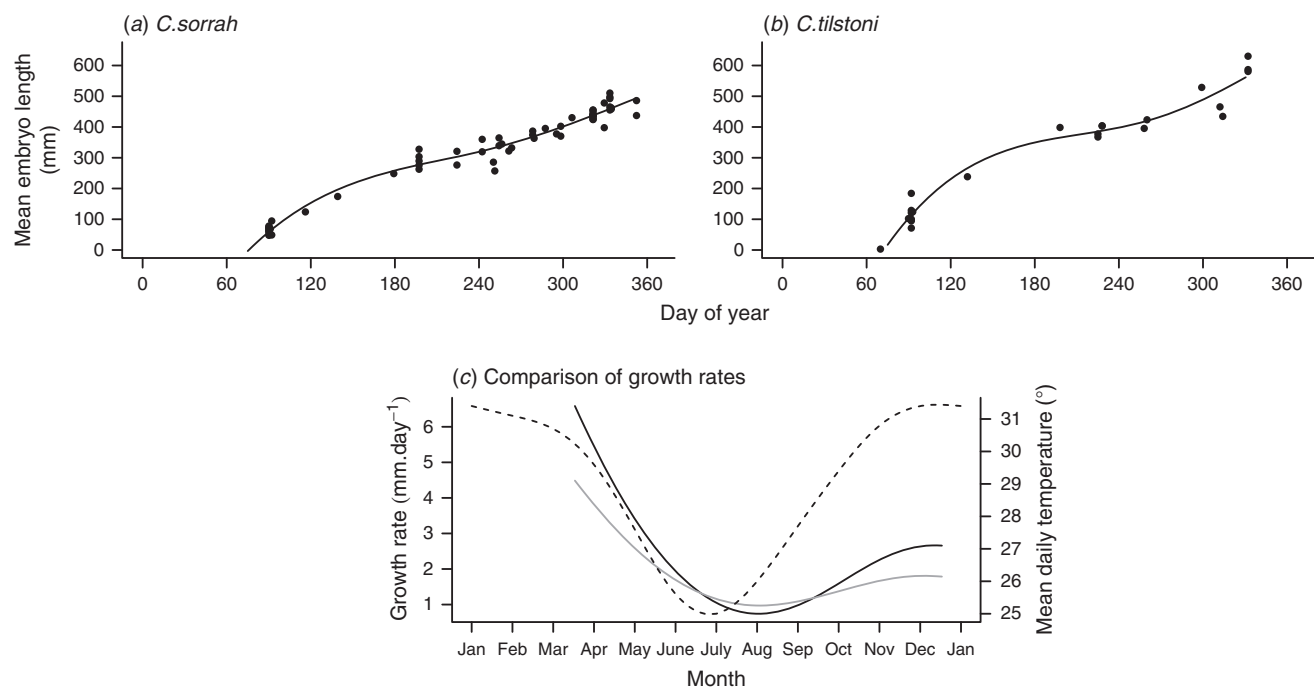 (a) C.sorrah
(b) C.tilstoni
Mean embryo length
(mm)
600
500
400
300
200
100
0
600
500
400
300
200
100
0
0 60 120 180 240 300 360
0 60 120 180 240 300 360
Day of year
(c) Comparison of growth rates
Growth rate (mm.day−1)
6
5
4
3
2
1
31
30
29
28
27
26
25
Mean daily temperature (°)
Jan Feb Mar Apr May June July Aug Sep Oct Nov Dec Jan
Month